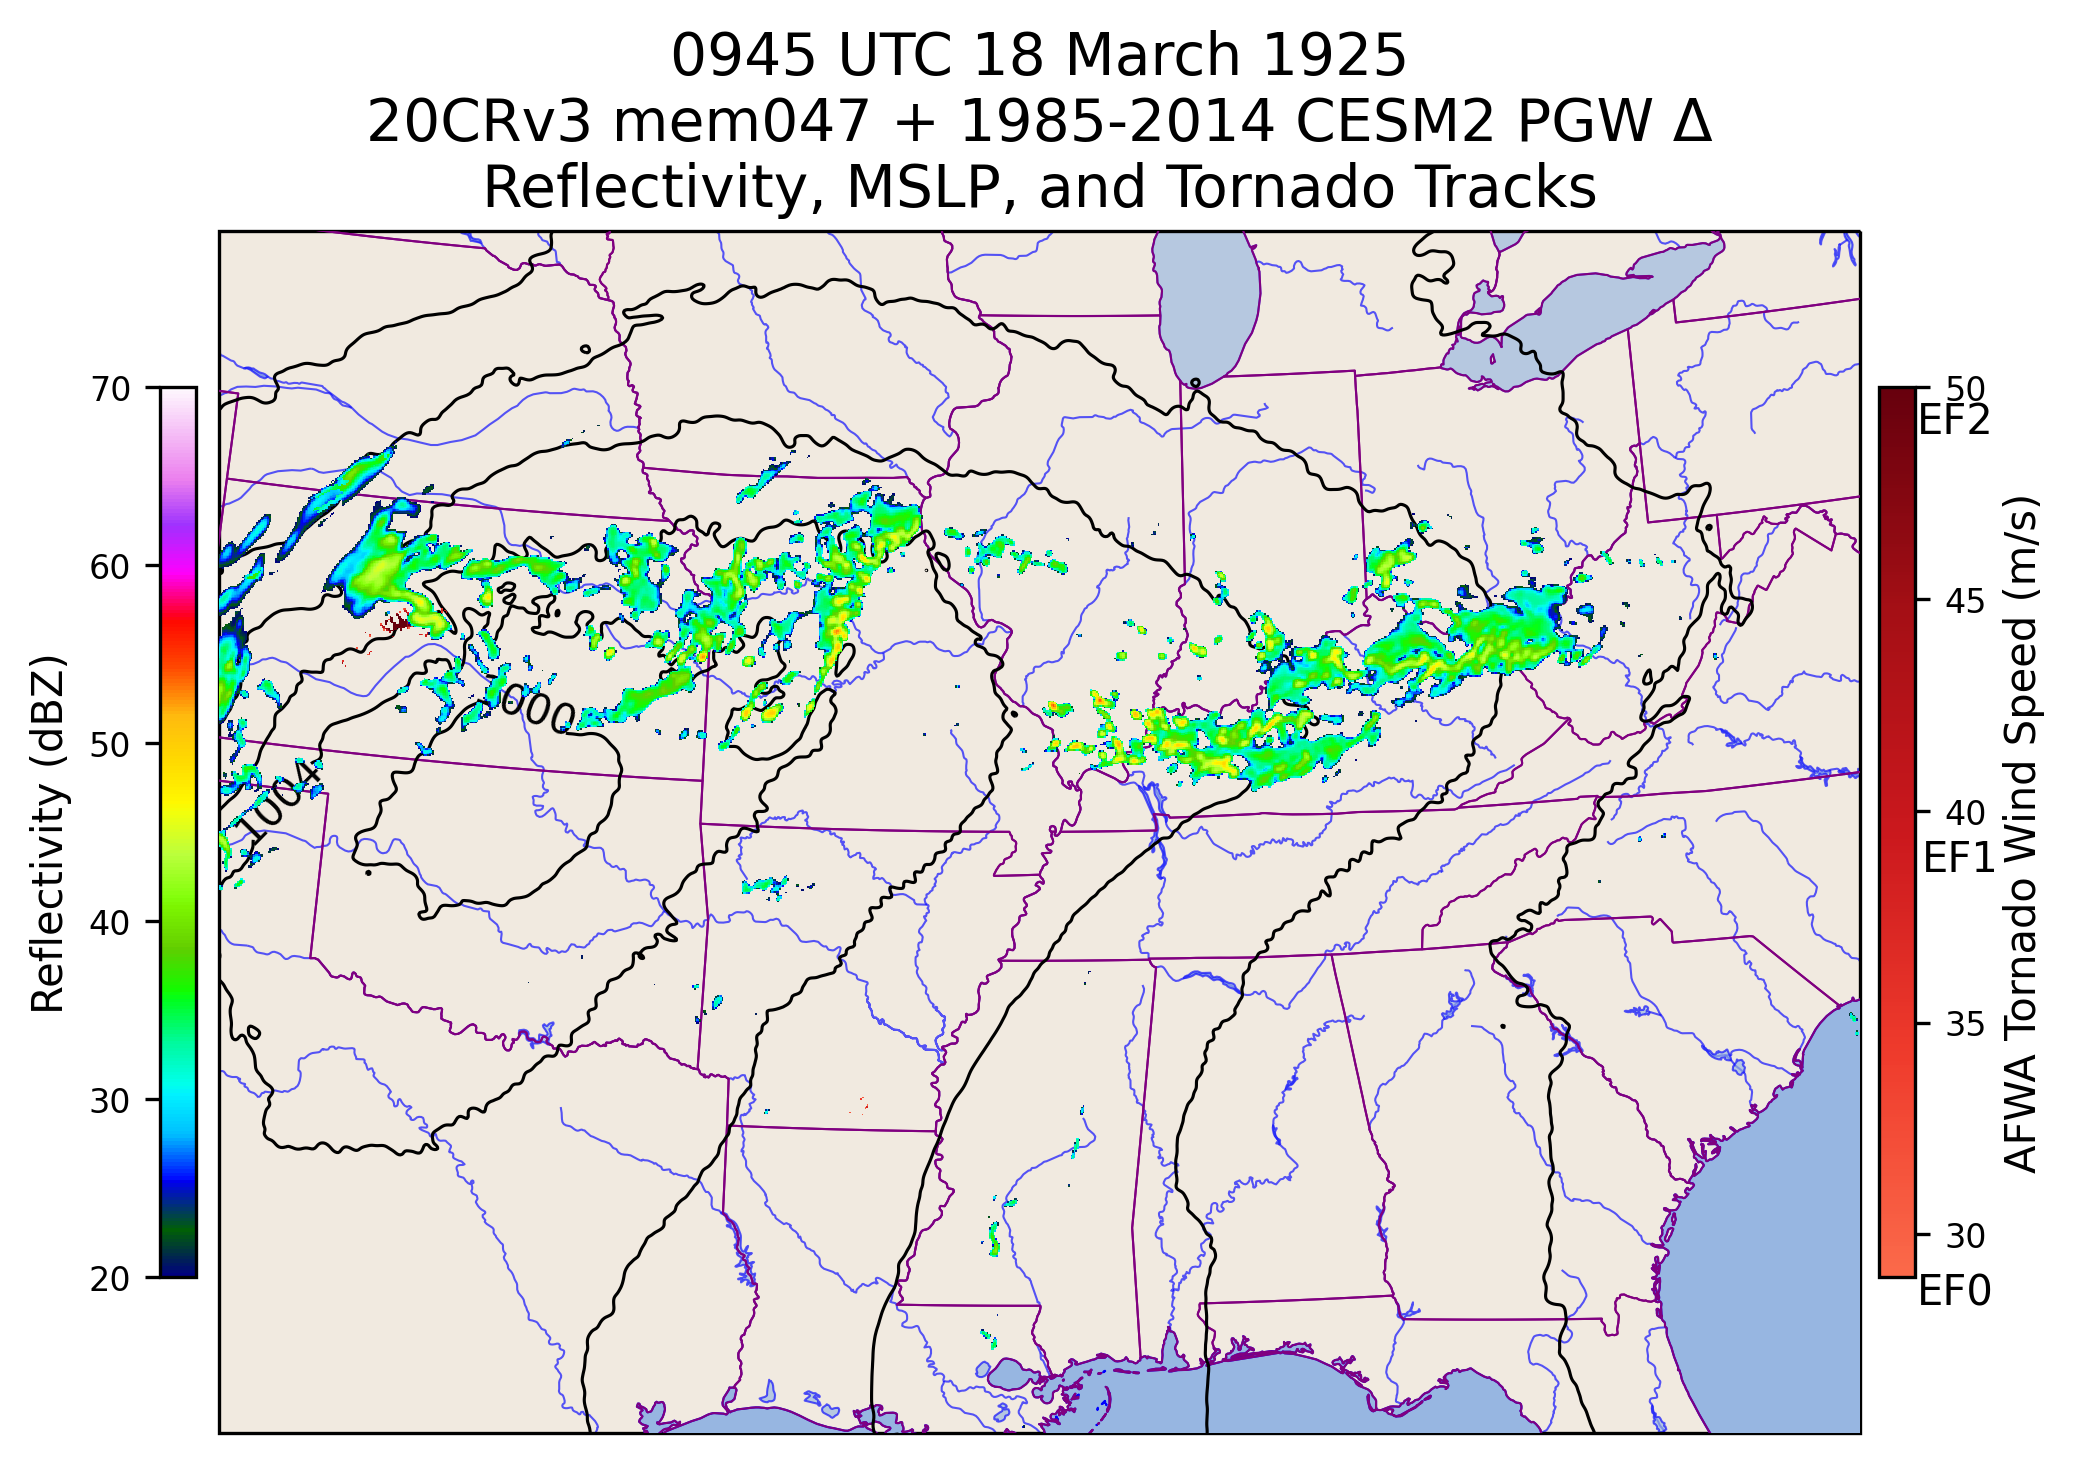 0945 UTC 18 March 1925
20CRv3 mem047 + 1985-2014 CESM2 PGW Δ
Reflectivity, MSLP, and Tornado Tracks
70
60
50
40
30
20
Reflectivity (dBZ)
1004
1000
50
EF2
45
40
EF1
35
30
EF0
AFWA Tornado Wind Speed (m/s)